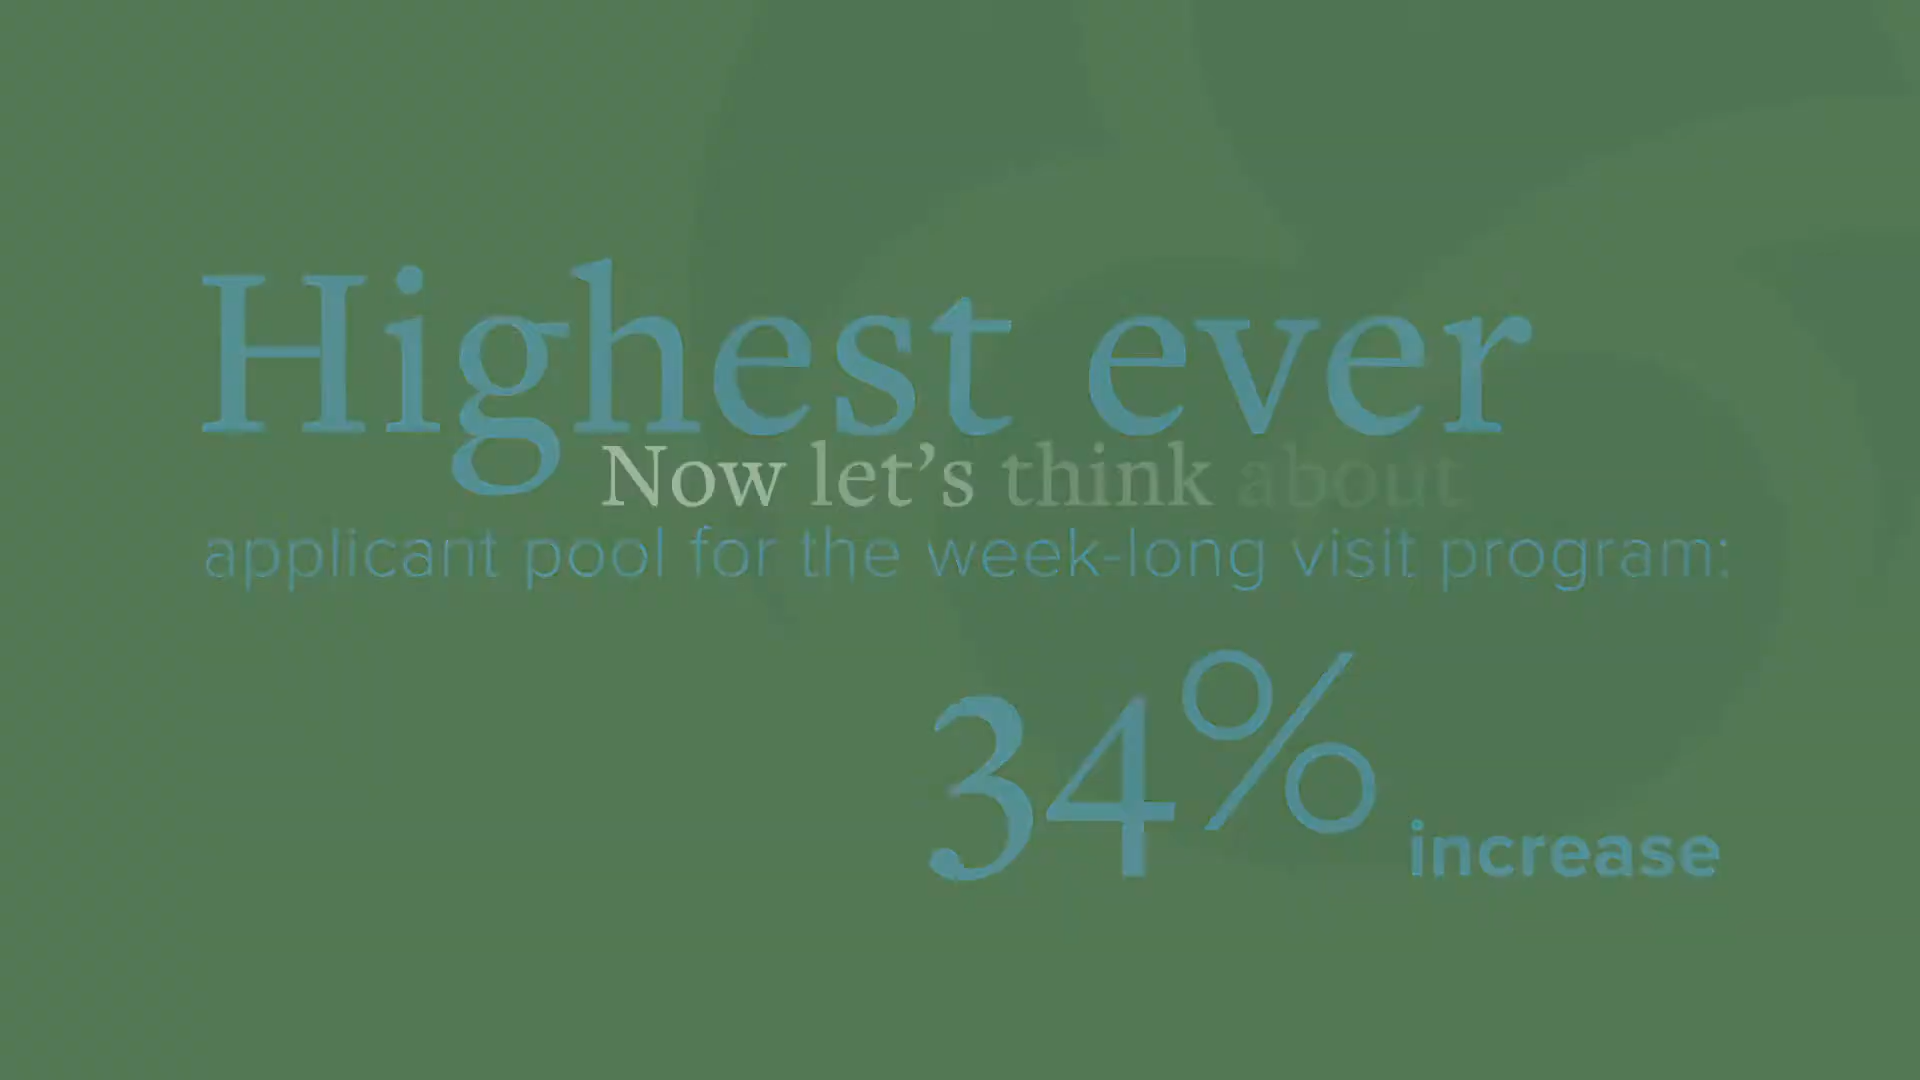 Highest ever
Now let’s think about
applicant pool for the week-long visit program:
34%
increase